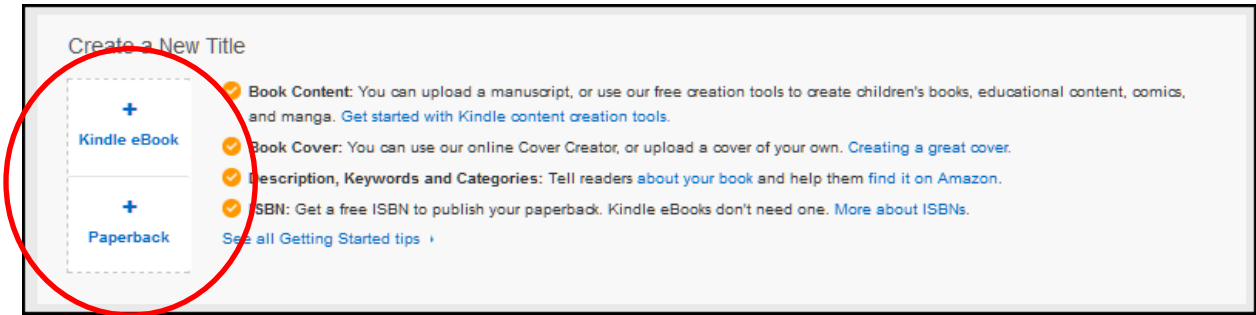 Create a New Title
+
Kindle eBook
+
Paperback
Book Content: You can upload a manuscript, or use our free creation tools to create children's books, educational content, comics,
and manga. Get started with Kindle content creation tools.
Book Cover: You can use our online Cover Creator, or upload a cover of your own. Creating a great cover.
Description, Keywords and Categories: Tell readers about your book and help them find it on Amazon.
ISBN: Get a free ISBN to publish your paperback. Kindle eBooks don't need one. More about ISBNs.
See all Getting Started tips ›